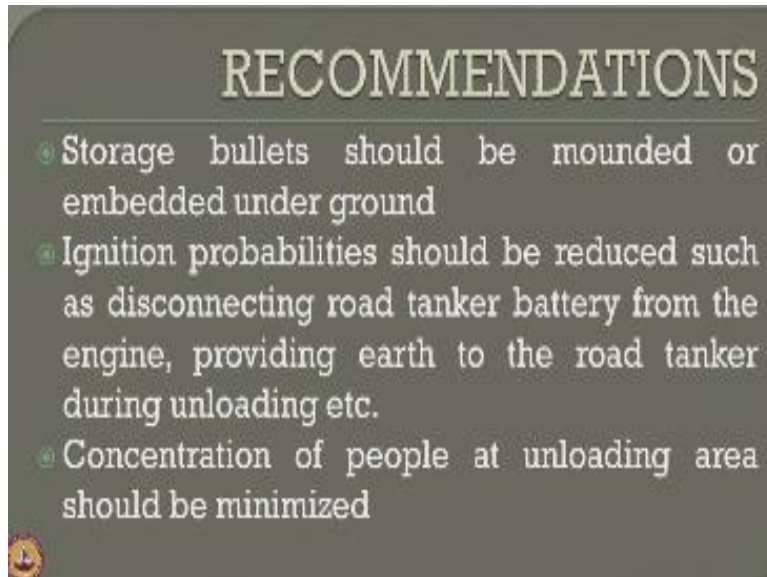 RECOMMENDATIONS
Storage bullets should be mounded or
embedded under ground
Ignition probabilities should be reduced such
as disconnecting road tanker battery from the
engine, providing earth to the road tanker
during unloading etc.
Concentration of people at unloading area
should be minimized